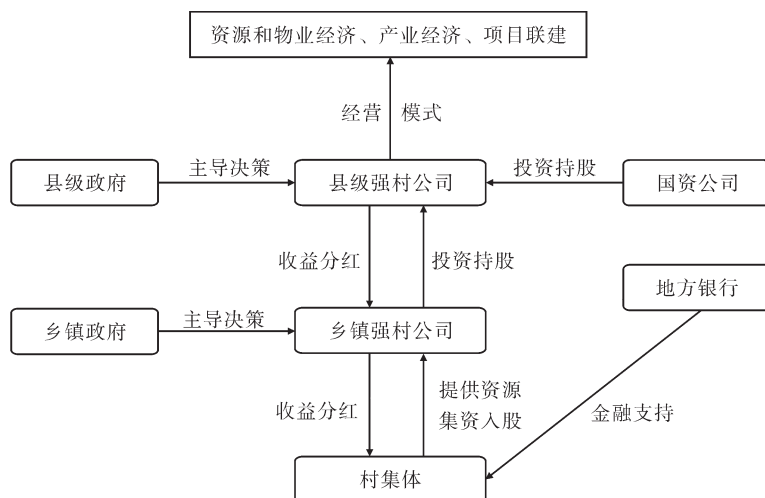 资源和物业经济、产业经济、项目联建
经营 模式
县级政府
主导决策
县级强村公司
投资持股
国资公司
收益分红
投资持股
地方银行
乡镇政府
主导决策
乡镇强村公司
收益分红
提供资源
集资入股
金融支持
村集体